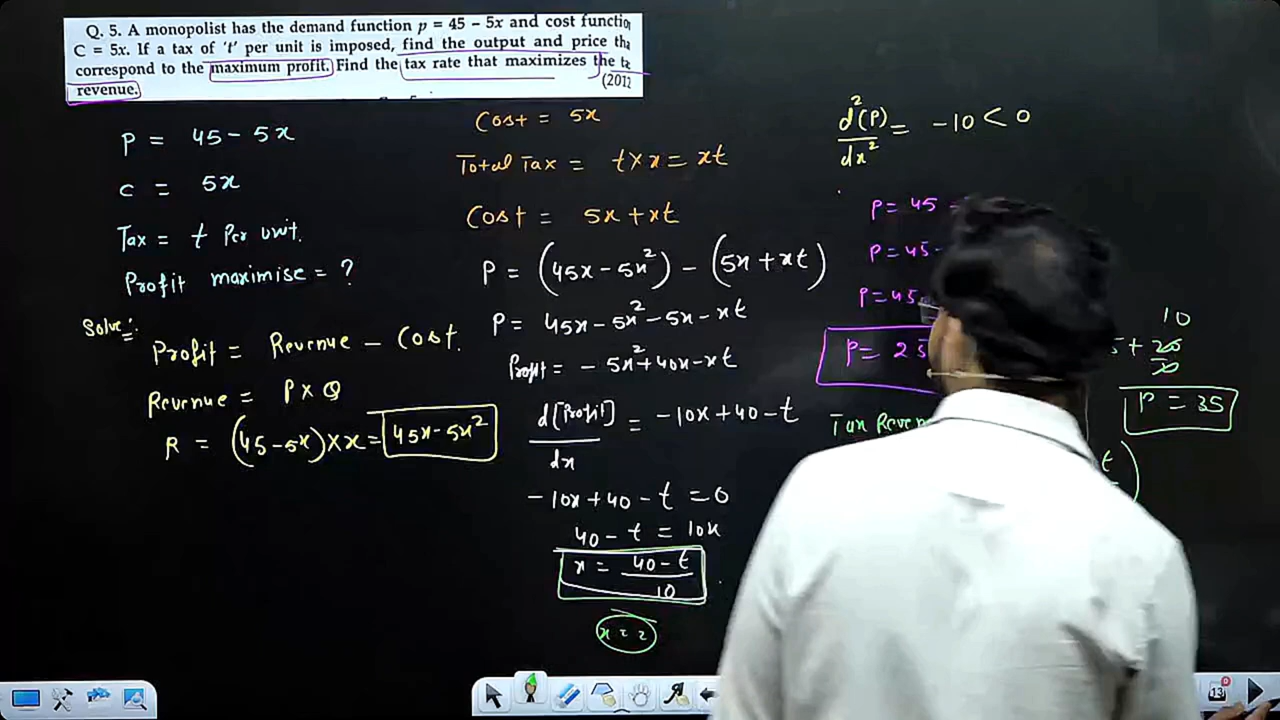 Q. 5. A monopolist has the demand function p = 45 – 5x and cost
C = 5x. If a tax of 't' per unit is imposed, find the output and price
correspond to the maximum profit. Find the tax rate that maximizes the
revenue. (2012
P = 45 - 5x
C = 5x
Tax = t Per unit.
Profit maximise = ?
Solve:
Profit = Revenue - Cost.
Revenue = P x Q
R = (45-5x) x x = 45x-5x²
Cost = 5x
Total Tax = t x x = xt
Cost = 5x + xt
P = (45x - 5x²) - (5x + xt)
P = 45x - 5x² - 5x - xt
Profit = - 5x² + 40x - xt
d[Profit] = -10x + 40 - t
dx
-10x + 40 - t = 0
40 - t = 10x
x = 40 - t
10
x = 2
d²(P) = -10 < 0
dx²
P = 45 -
P = 45 -
P = 45
P = 25
Tax
10
+ 20
P = 35
t
13